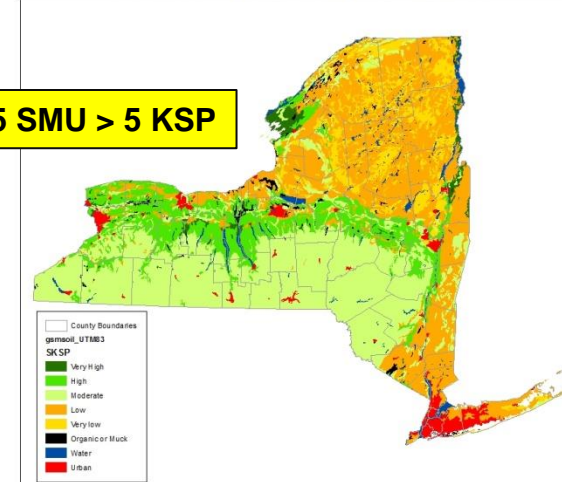 5 SMU > 5 KSP
County Boundaries
gsmsoil_UTM83
SKSP
Very High
High
Moderate
Low
Very low
Organic or Muck
Water
Urban